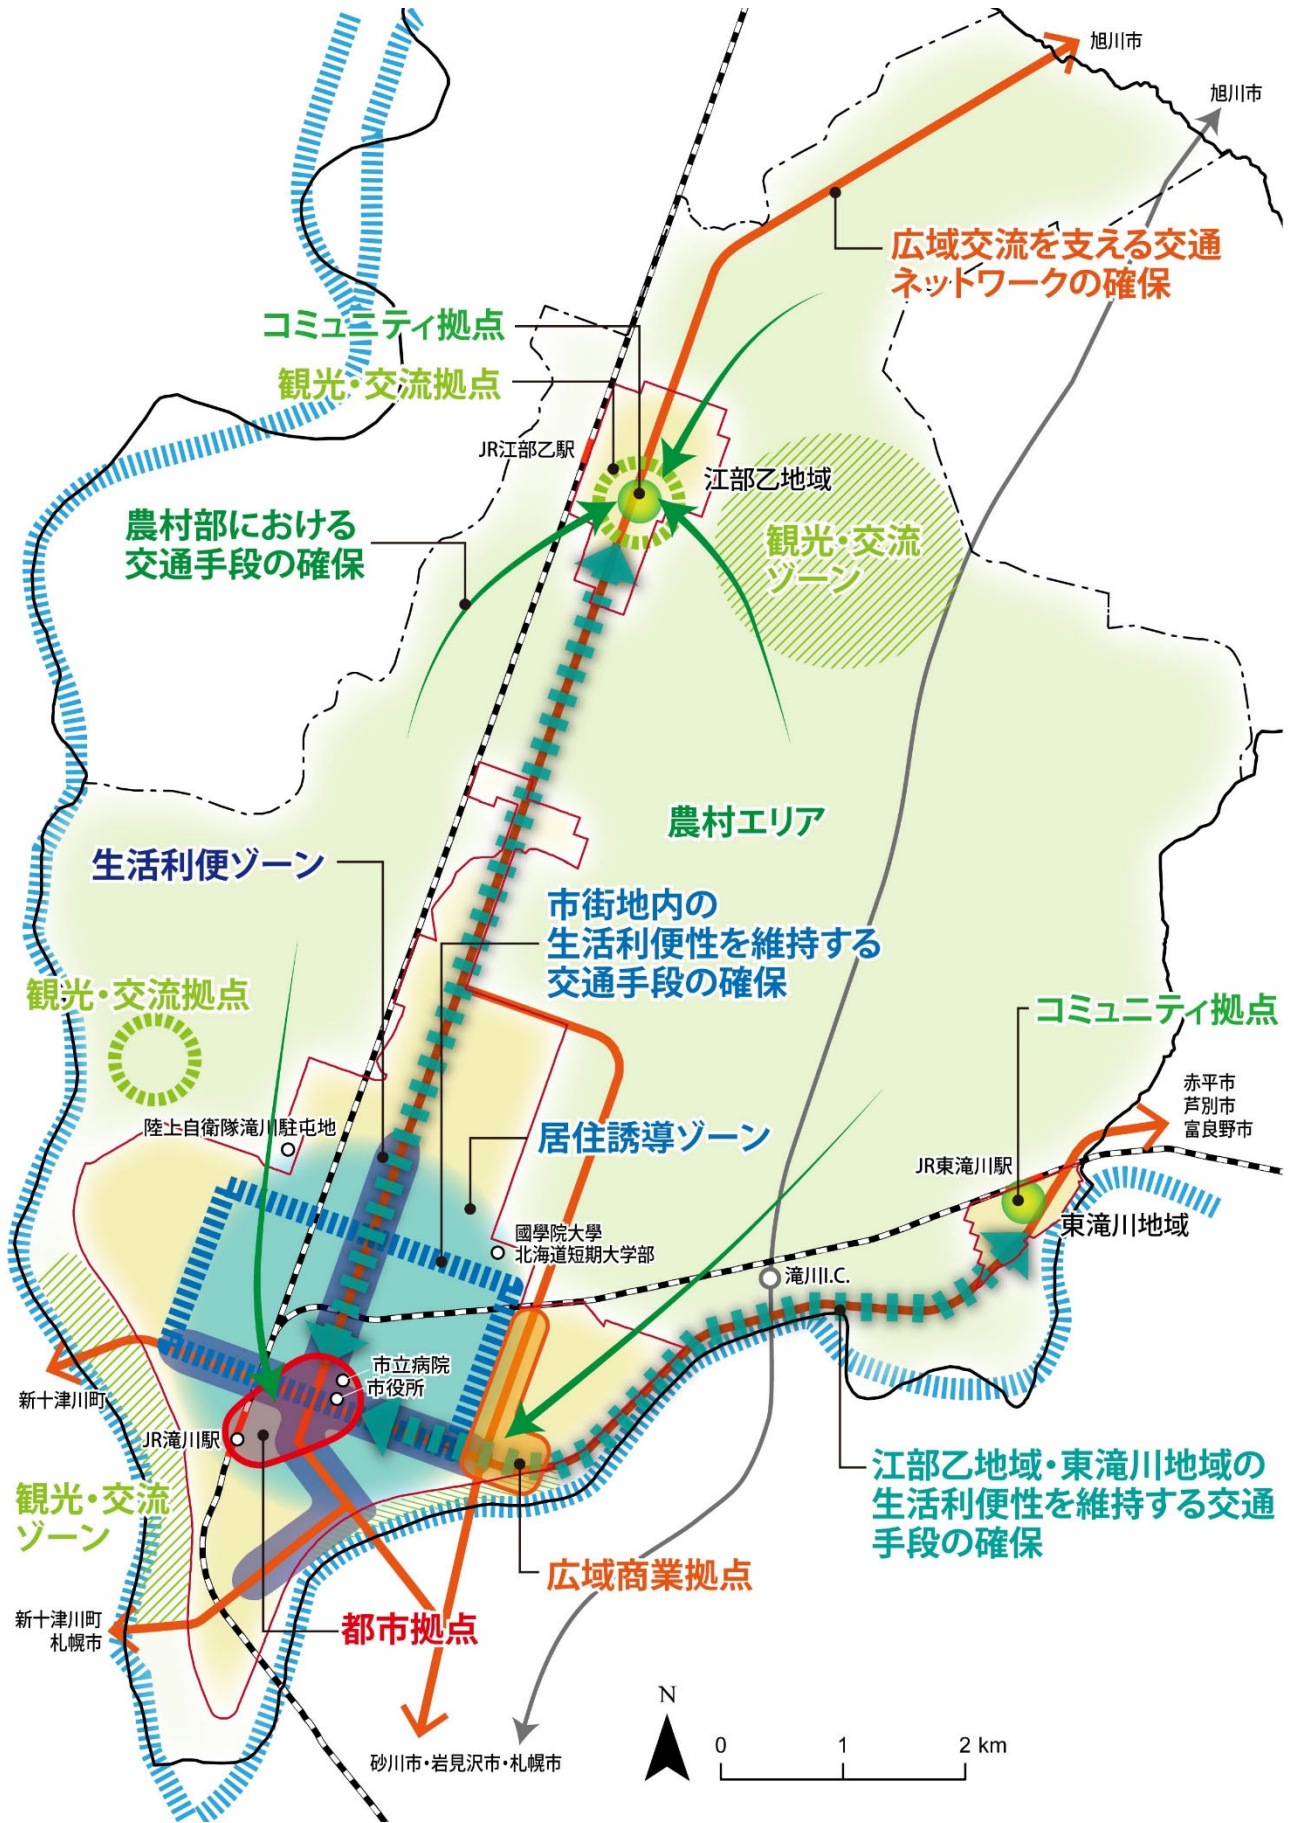 旭川市
旭川市
広域交流を支える交通
ネットワークの確保
コミュニティ拠点
観光・交流拠点
JR江部乙駅
江部乙地域
農村部における
交通手段の確保
観光・交流
ゾーン
農村エリア
生活利便ゾーン
市街地内の
生活利便性を維持する
交通手段の確保
観光・交流拠点
コミュニティ拠点
赤平市
芦別市
富良野市
陸上自衛隊滝川駐屯地
居住誘導ゾーン
JR東滝川駅
國學院大學
北海道短期大学部
東滝川地域
滝川I.C.
市立病院
市役所
新十津川町
JR滝川駅
観光・交流
ゾーン
江部乙地域・東滝川地域の
生活利便性を維持する交通
手段の確保
広域商業拠点
新十津川町
札幌市
都市拠点
N
0 1 2 km
砂川市・岩見沢市・札幌市